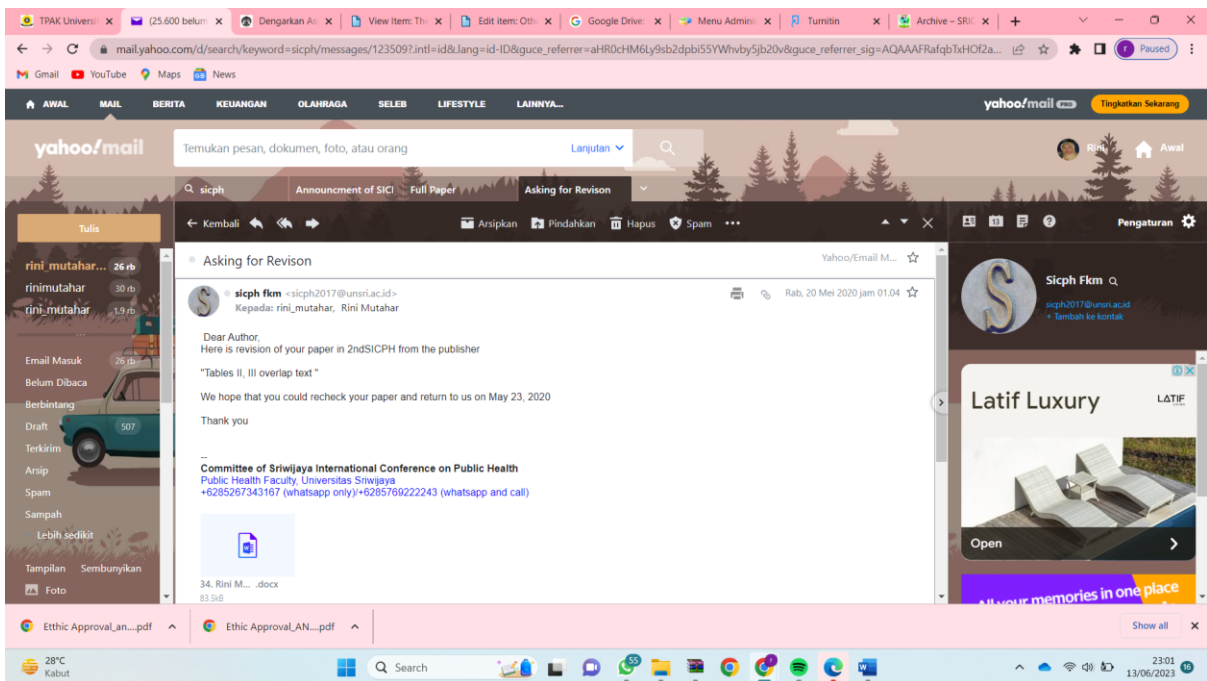 TPAK Universit
(25.600 belum
Dengarkan As
View Item: The
Edit item: Oth
Google Drive:
Menu Admini
Turnitin
Archive – SRIC
mail.yahoo.com/d/search/keyword=sicph/messages/123509?.intl=id&.lang=id-ID&guce_referrer=aHR0cHM6Ly9sb2dpbi55YWhvby5jb20v&guce_referrer_sig=AQAAAFRafqbTxHOf2a...
Paused
Gmail YouTube Maps News
AWAL MAIL BERITA KEUANGAN OLAHRAGA SELEB LIFESTYLE LAINNYA...
yahoo!mail PRO
Tingkatkan Sekarang
yahoo!mail
Temukan pesan, dokumen, foto, atau orang
Lanjutan
Rini
Awal
sicph
Announcment of SICI
Full Paper
Asking for Revison
Tulis
Kembali
Arsipkan Pindahkan Hapus Spam
Pengaturan
rini_mutahar... 26 rb
rinimutahar 30 rb
rini_mutahar 1,9 rb
Email Masuk 26 rb
Belum Dibaca
Berbintang
Draft 507
Terkirim
Arsip
Spam
Sampah
Lebih sedikit
Tampilan Sembunyikan
Foto
Asking for Revison
Yahoo/Email M...
sicph fkm <sicph2017@unsri.ac.id>
Rab, 20 Mei 2020 jam 01.04
Kepada: rini_mutahar, Rini Mutahar
Dear Author,
Here is revision of your paper in 2ndSICPH from the publisher
"Tables II, III overlap text "
We hope that you could recheck your paper and return to us on May 23, 2020
Thank you
--
Committee of Sriwijaya International Conference on Public Health
Public Health Faculty, Universitas Sriwijaya
+6285267343167 (whatsapp only)/+6285769222243 (whatsapp and call)
34. Rini M... .docx
83.5kB
Sicph Fkm
sicph2017@unsri.ac.id
+ Tambah ke kontak
Latif Luxury
LATIF
Open
All your memories in one place
Etthic Approval_an....pdf
Ethic Approval_AN....pdf
Show all
28°C
Kabut
Search
23:01
13/06/2023